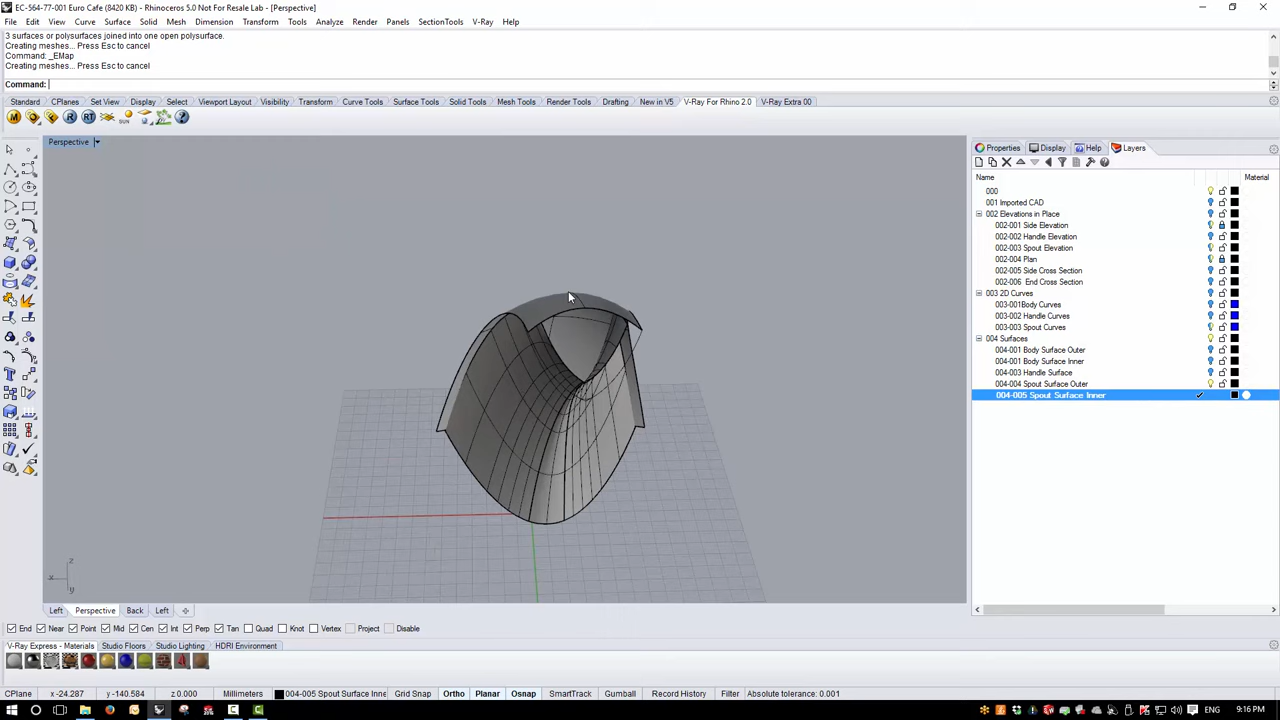 EC-564-77-001 Euro Cafe (8420 KB) - Rhinoceros 5.0 Not For Resale Lab - [Perspective]
File Edit View Curve Surface Solid Mesh Dimension Transform Tools Analyze Render Panels SectionTools V-Ray Help
3 surfaces or polysurfaces joined into one open polysurface.
Creating meshes... Press Esc to cancel
Command: _EMap
Creating meshes... Press Esc to cancel
Command:
Standard CPlanes Set View Display Select Viewport Layout Visibility Transform Curve Tools Surface Tools Solid Tools Mesh Tools Render Tools Drafting New in V5 V-Ray For Rhino 2.0 V-Ray Extra 00
M R RT SUN
Perspective
Properties Display Help Layers
Name Material
000
001 Imported CAD
002 Elevations in Place
002-001 Side Elevation
002-002 Handle Elevation
002-003 Spout Elevation
002-004 Plan
002-005 Side Cross Section
002-006 End Cross Section
003 2D Curves
003-001Body Curves
003-002 Handle Curves
003-003 Spout Curves
004 Surfaces
004-001 Body Surface Outer
004-001 Body Surface Inner
004-003 Handle Surface
004-004 Spout Surface Outer
004-005 Spout Surface Inner
z
x
y
Left Perspective Back Left
End Near Point Mid Cen Int Perp Tan Quad Knot Vertex Project Disable
V-Ray Express - Materials Studio Floors Studio Lighting HDRI Environment
CPlane x -24.287 y -140.584 z 0.000 Millimeters 004-005 Spout Surface Inne Grid Snap Ortho Planar Osnap SmartTrack Gumball Record History Filter Absolute tolerance: 0.001
ENG 9:16 PM